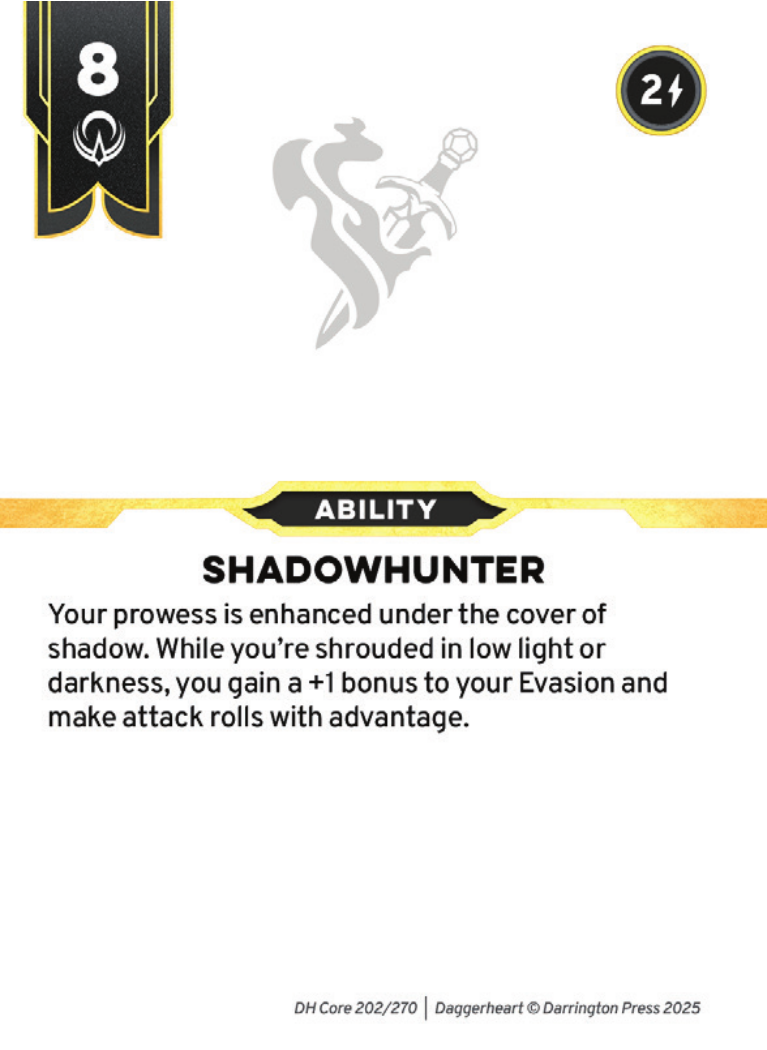 8
2
ABILITY
SHADOWHUNTER
Your prowess is enhanced under the cover of
shadow. While you're shrouded in low light or
darkness, you gain a +1 bonus to your Evasion and
make attack rolls with advantage.
DH Core 202/270 | Daggerheart © Darrington Press 2025